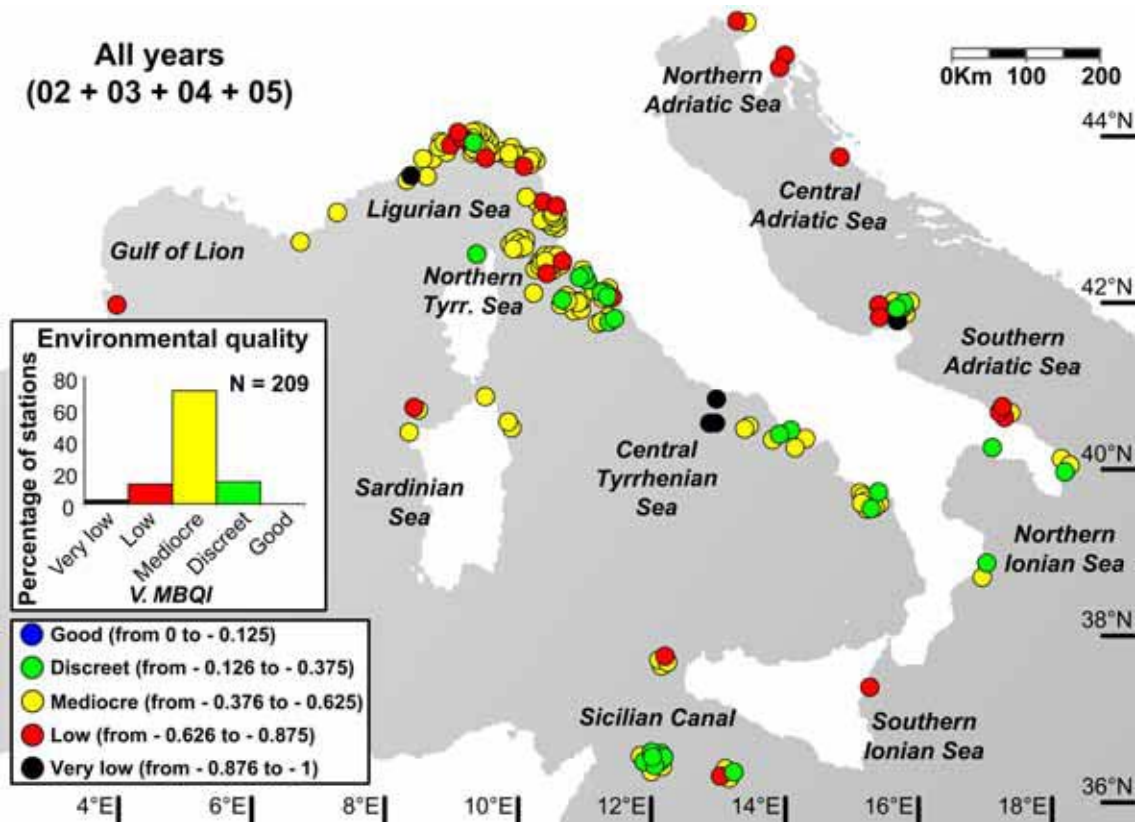 All years
(02 + 03 + 04 + 05)
0Km 100 200
Northern
Adriatic Sea
44°N
Central
Adriatic Sea
Ligurian Sea
Gulf of Lion
Northern
Tyrr. Sea
42°N
Southern
Adriatic Sea
Environmental quality
N = 209
Percentage of stations
80
60
40
20
0
Very low
Low
Mediocre
Discreet
Good
V. MBQI
Central
Tyrrhenian
Sea
40°N
Sardinian
Sea
Northern
Ionian Sea
38°N
Good (from 0 to - 0.125)
Discreet (from - 0.126 to - 0.375)
Mediocre (from - 0.376 to - 0.625)
Low (from - 0.626 to - 0.875)
Very low (from - 0.876 to - 1)
Sicilian Canal
Southern
Ionian Sea
36°N
4°E 6°E 8°E 10°E 12°E 14°E 16°E 18°E